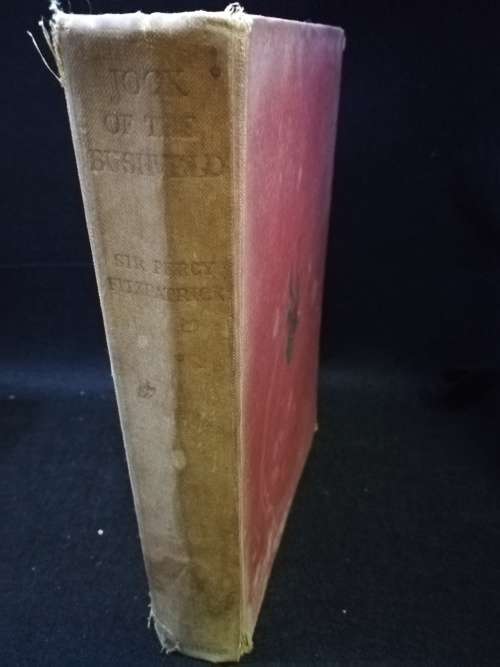 JOCK
OF THE
BUSHVELD
SIR PERCY
FITZPATRICK